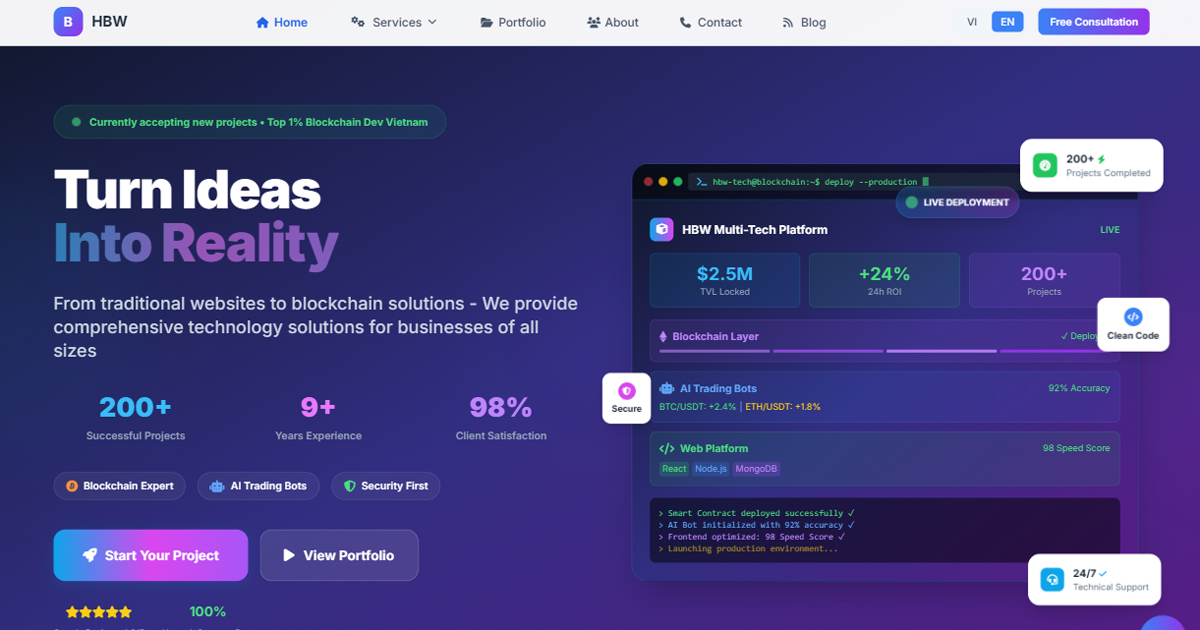 B HBW
Home
Services
Portfolio
About
Contact
Blog
VI
EN
Free Consultation
Currently accepting new projects • Top 1% Blockchain Dev Vietnam
Turn Ideas
Into Reality
From traditional websites to blockchain solutions - We provide
comprehensive technology solutions for businesses of all
sizes
200+
Successful Projects
9+
Years Experience
98%
Client Satisfaction
Blockchain Expert
AI Trading Bots
Security First
Start Your Project
View Portfolio
100%
hbw-tech@blockchain:~$ deploy --production
200+
Projects Completed
LIVE DEPLOYMENT
HBW Multi-Tech Platform
LIVE
$2.5M
TVL Locked
+24%
24h ROI
200+
Projects
Blockchain Layer
✓ Deploy
Clean Code
Secure
AI Trading Bots
92% Accuracy
BTC/USDT: +2.4% | ETH/USDT: +1.8%
</> Web Platform
98 Speed Score
React Node.js MongoDB
> Smart Contract deployed successfully ✓
> AI Bot initialized with 92% accuracy ✓
> Frontend optimized: 98 Speed Score ✓
> Launching production environment...
24/7 ✓
Technical Support